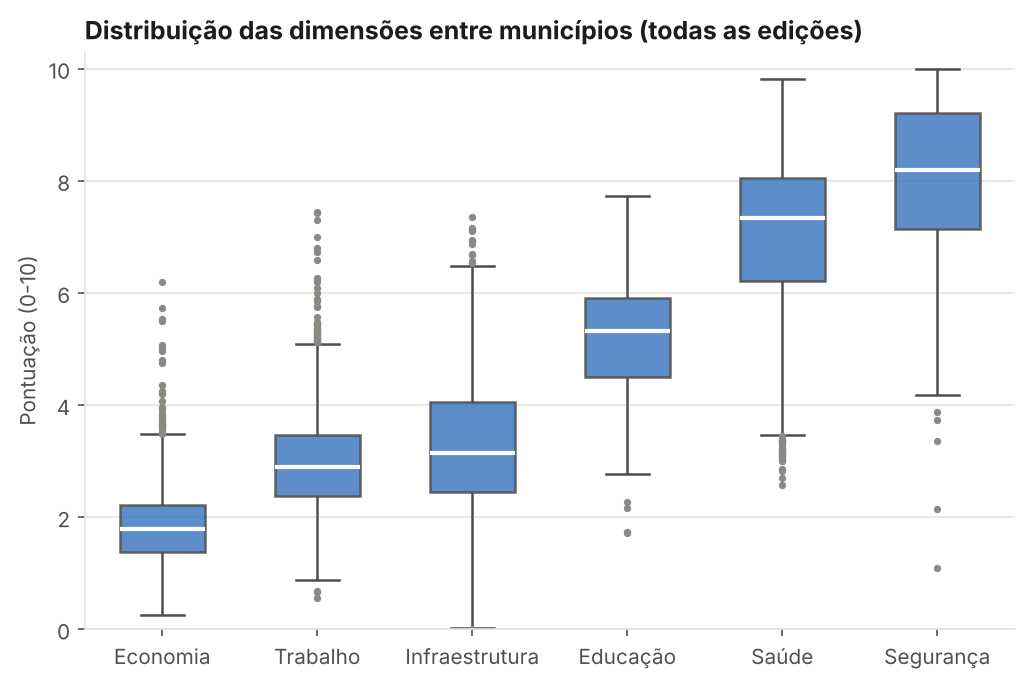 Distribuição das dimensões entre municípios (todas as edições)
Pontuação (0-10)
10
8
6
4
2
0
Economia Trabalho Infraestrutura Educação Saúde Segurança